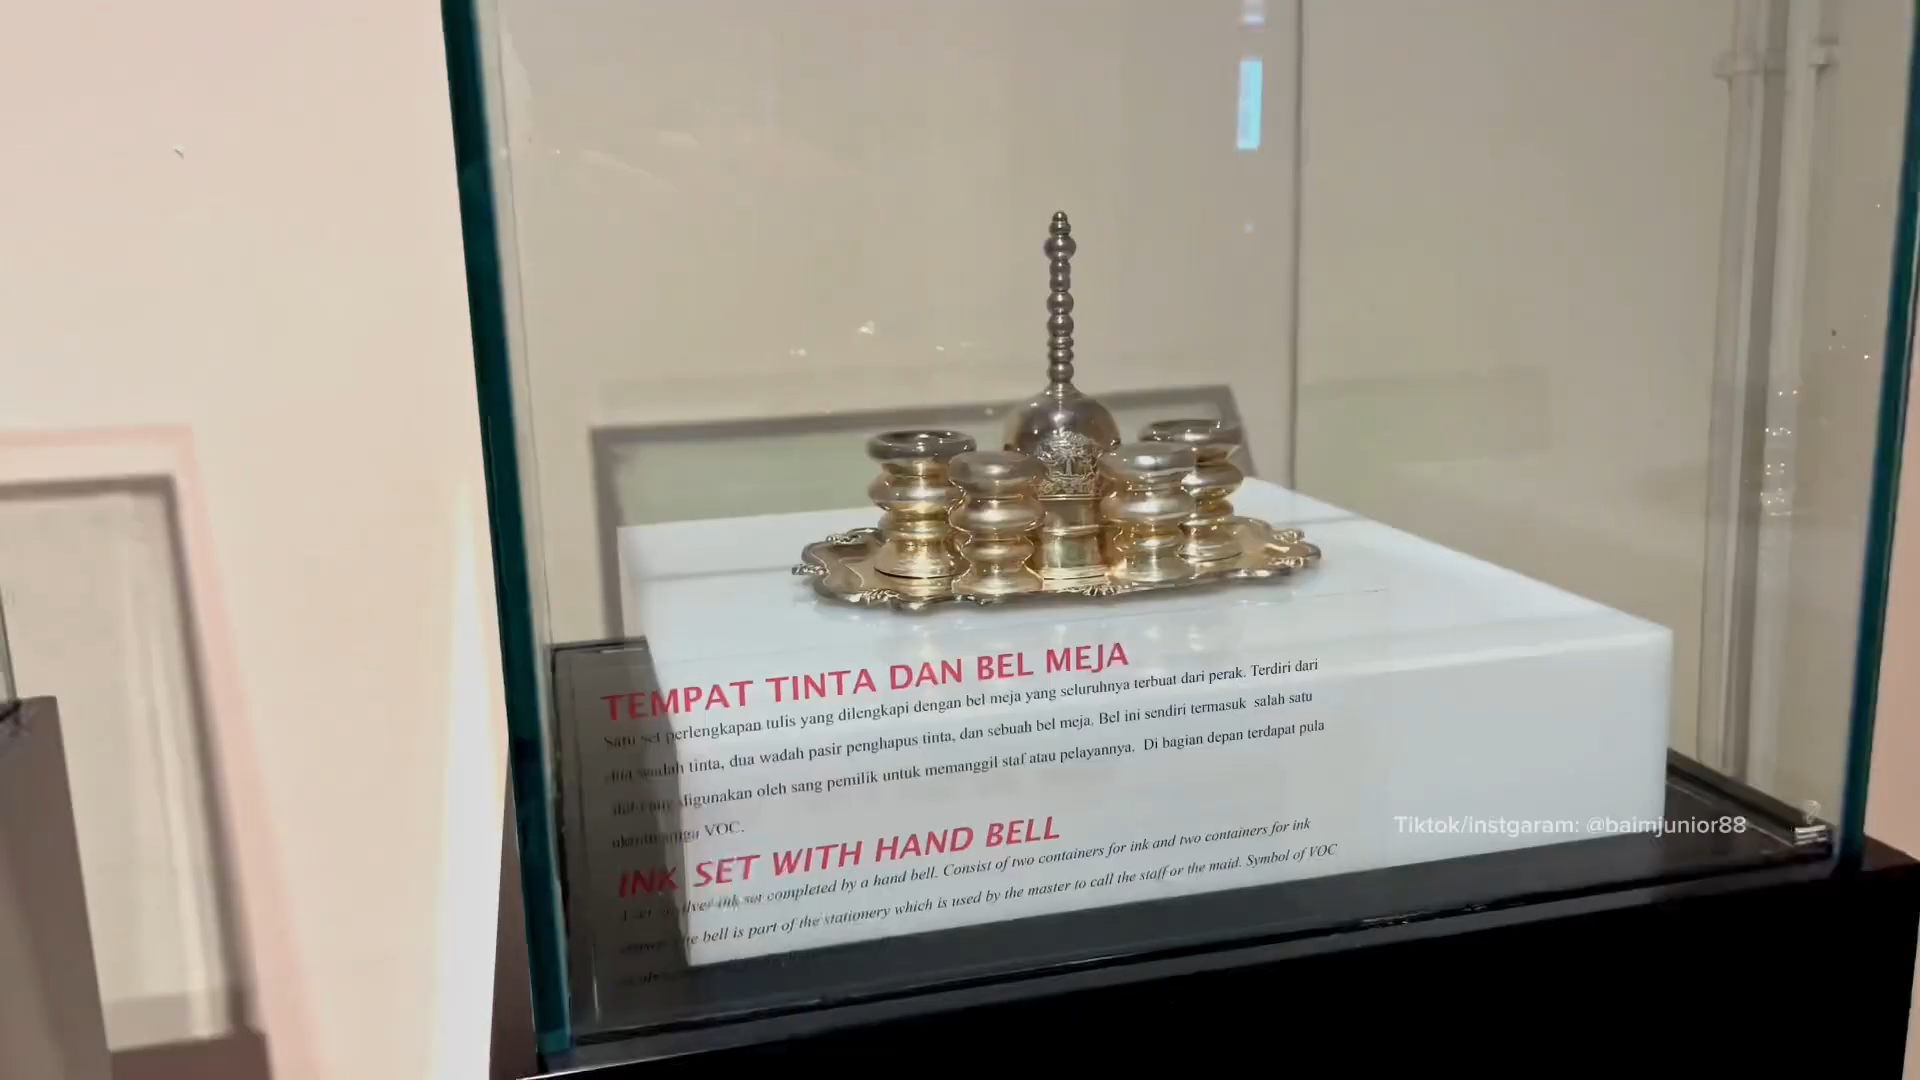 TEMPAT TINTA DAN BEL MEJA
Satu set perlengkapan tulis yang dilengkapi dengan bel meja yang seluruhnya terbuat dari perak. Terdiri dari
dua wadah tinta, dua wadah pasir penghapus tinta, dan sebuah bel meja. Bel ini sendiri termasuk salah satu
digunakan oleh sang pemilik untuk memanggil staf atau pelayannya. Di bagian depan terdapat pula
VOC.
INK SET WITH HAND BELL
A set ink set completed by a hand bell. Consist of two containers for ink and two containers for ink
The bell is part of the stationery which is used by the master to call the staff or the maid. Symbol of VOC
Tiktok/instgaram: @baimjunior88